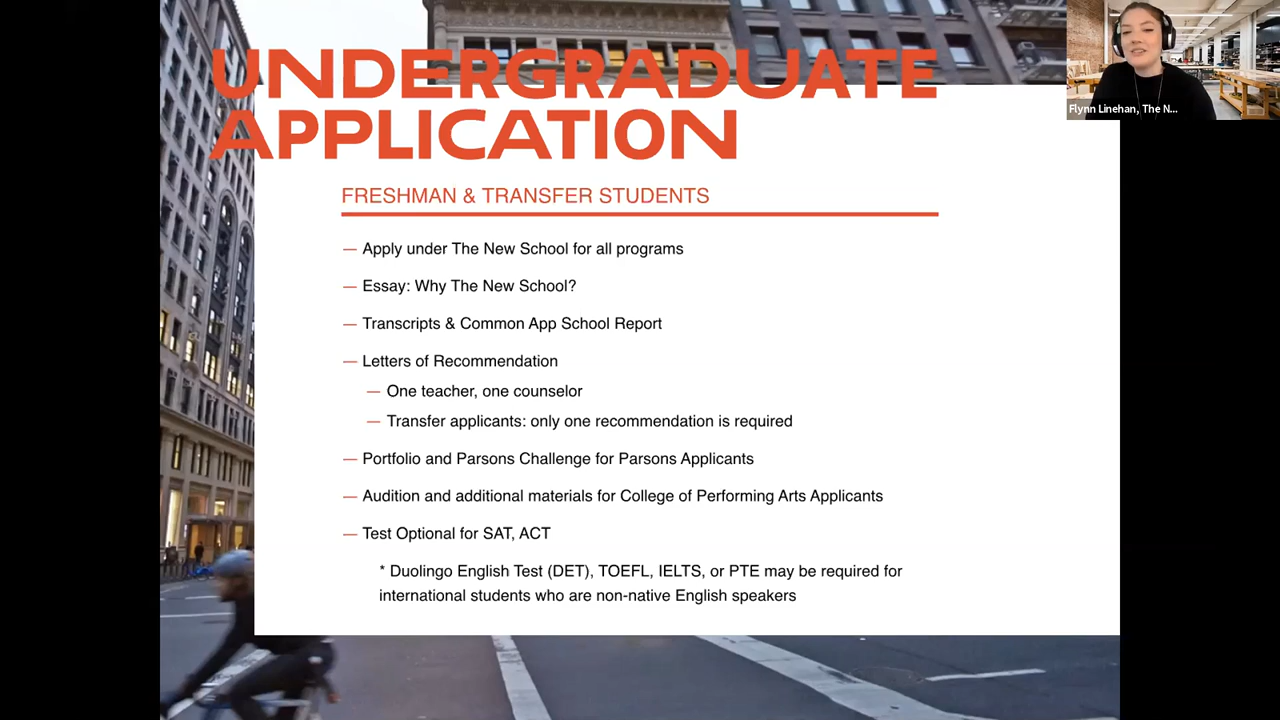 UNDERGRADUATE
APPLICATION
Flynn Linehan, The N...
FRESHMAN & TRANSFER STUDENTS
— Apply under The New School for all programs
— Essay: Why The New School?
— Transcripts & Common App School Report
— Letters of Recommendation
— One teacher, one counselor
— Transfer applicants: only one recommendation is required
— Portfolio and Parsons Challenge for Parsons Applicants
— Audition and additional materials for College of Performing Arts Applicants
— Test Optional for SAT, ACT
* Duolingo English Test (DET), TOEFL, IELTS, or PTE may be required for
international students who are non-native English speakers